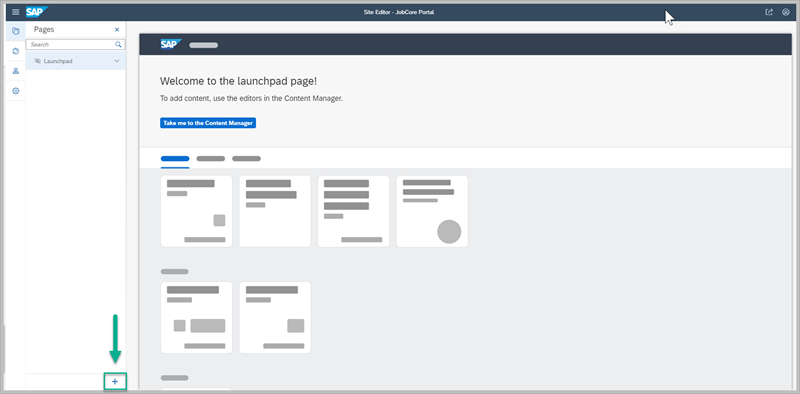 SAP
Site Editor - JobCore Portal
Pages
Search
Launchpad
SAP
Welcome to the launchpad page!
To add content, use the editors in the Content Manager.
Take me to the Content Manager